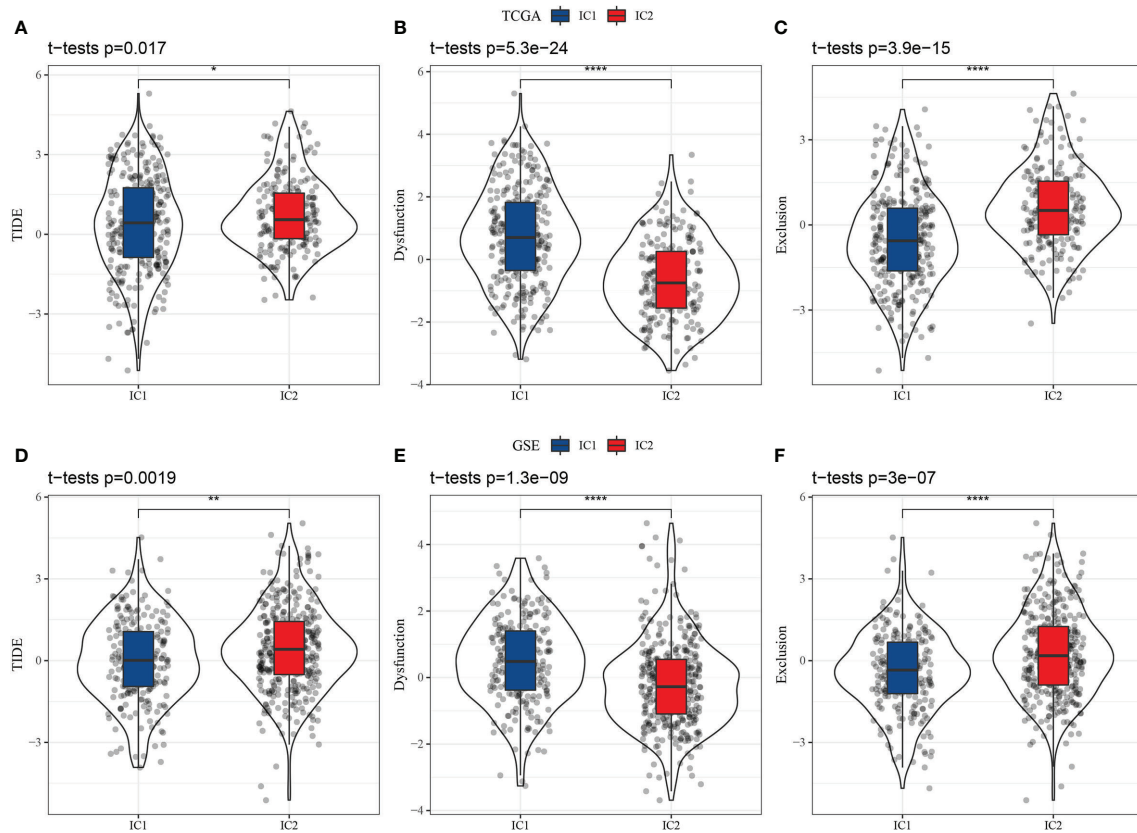 TCGA IC1 IC2
A B C
t-tests p=0.017 t-tests p=5.3e-24 t-tests p=3.9e-15
* **** ****
TIDE
6
3
0
-3
IC1 IC2
Dysfunction
6
4
2
0
-2
-4
IC1 IC2
Exclusion
3
0
-3
IC1 IC2
GSE IC1 IC2
D E F
t-tests p=0.0019 t-tests p=1.3e-09 t-tests p=3e-07
** **** ****
TIDE
6
3
0
-3
IC1 IC2
Dysfunction
4
2
0
-2
-4
IC1 IC2
Exclusion
6
3
0
-3
IC1 IC2